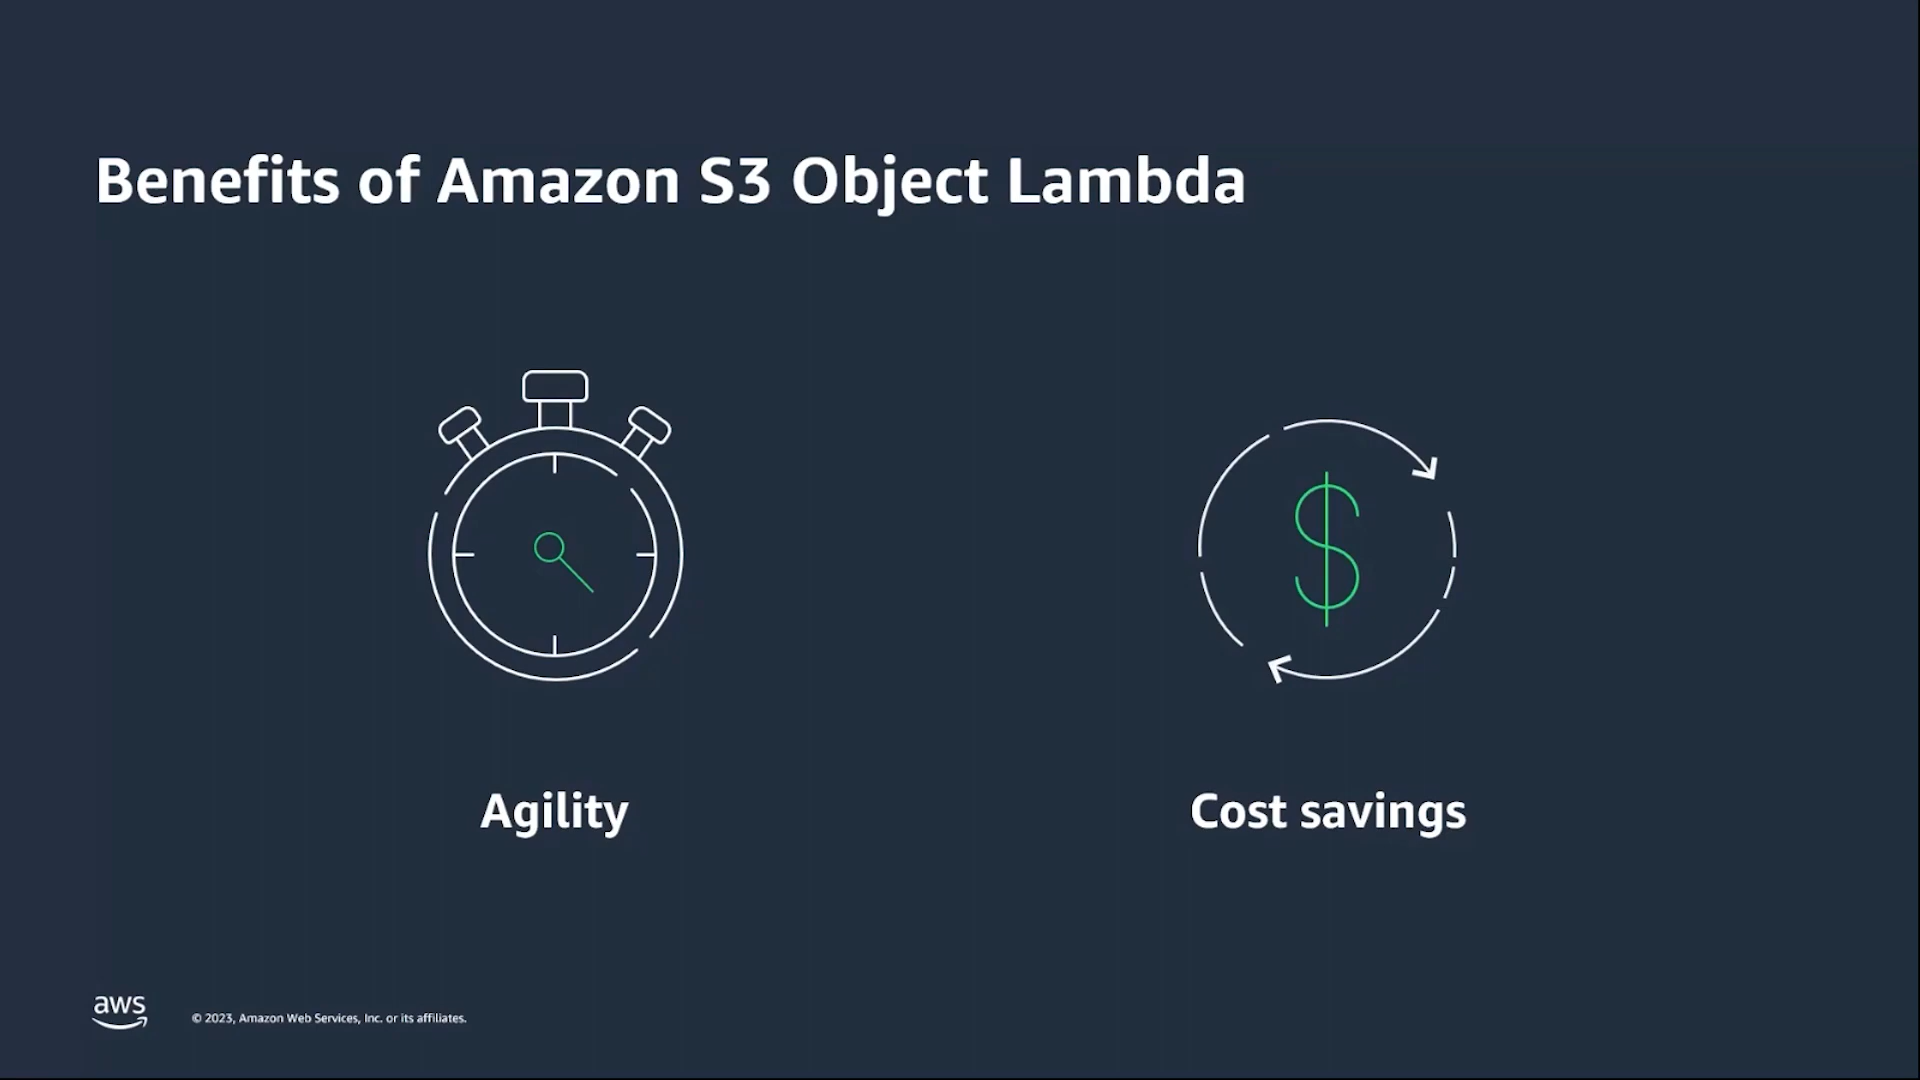 Benefits of Amazon S3 Object Lambda
Agility
Cost savings
aws
© 2023, Amazon Web Services, Inc. or its affiliates.